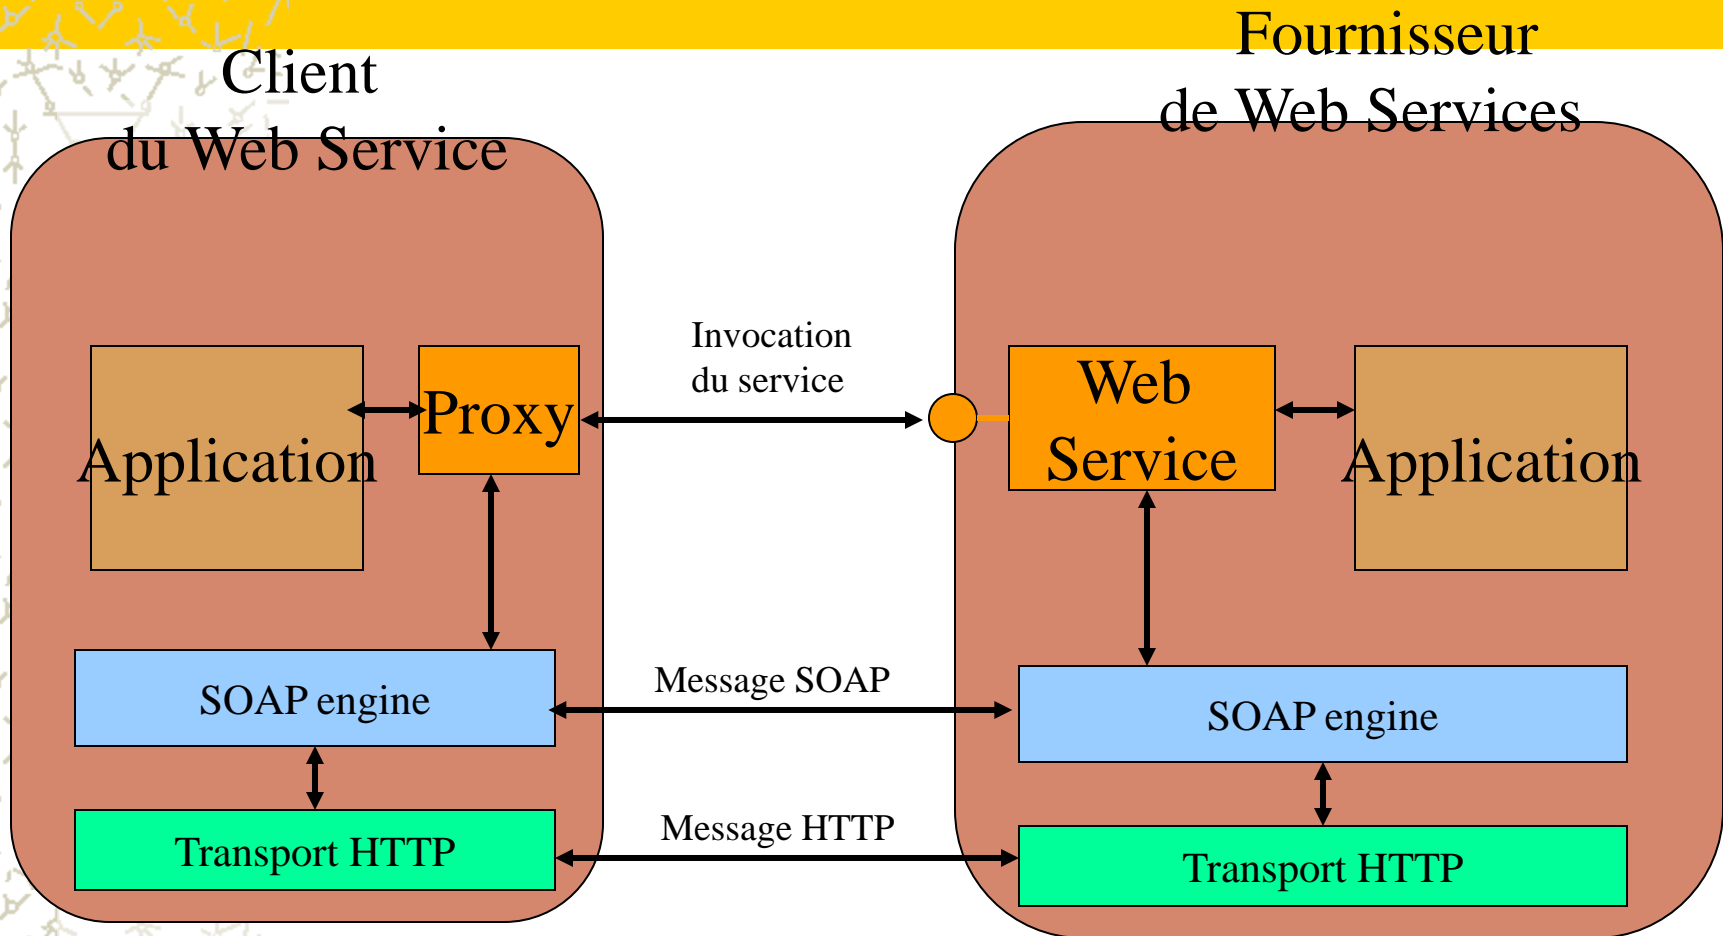 Client
du Web Service
Fournisseur
de Web Services
Application
Proxy
Invocation
du service
Web
Service
Application
SOAP engine
Message SOAP
SOAP engine
Transport HTTP
Message HTTP
Transport HTTP